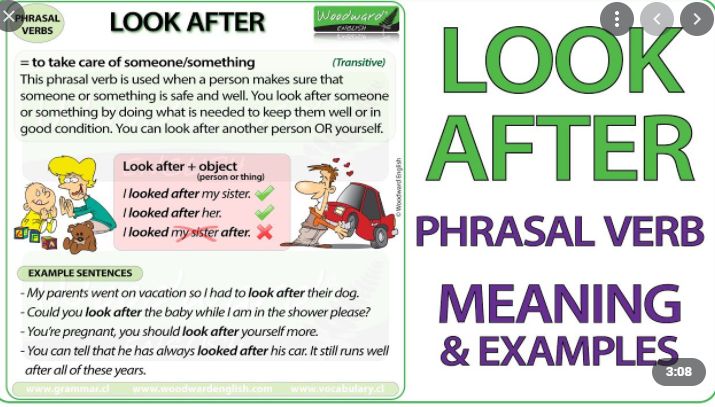 PHRASAL
VERBS
LOOK AFTER
Woodward™
ENGLISH
= to take care of someone/something (Transitive)
This phrasal verb is used when a person makes sure that
someone or something is safe and well. You look after someone
or something by doing what is needed to keep them well or in
good condition. You can look after another person OR yourself.
Look after + object
(person or thing)
I looked after my sister.
I looked after her.
I looked my sister after.
© Woodward English
EXAMPLE SENTENCES
- My parents went on vacation so I had to look after their dog.
- Could you look after the baby while I am in the shower please?
- You're pregnant, you should look after yourself more.
- You can tell that he has always looked after his car. It still runs well
after all of these years.
www.grammar.cl www.woodwardenglish.com www.vocabulary.cl
LOOK
AFTER
PHRASAL VERB
MEANING
& EXAMPLES
3:08